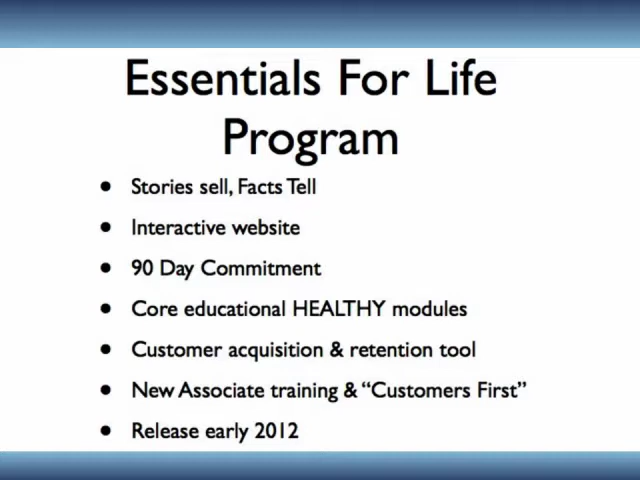 Essentials For Life
Program
• Stories sell, Facts Tell
• Interactive website
• 90 Day Commitment
• Core educational HEALTHY modules
• Customer acquisition & retention tool
• New Associate training & “Customers First”
• Release early 2012